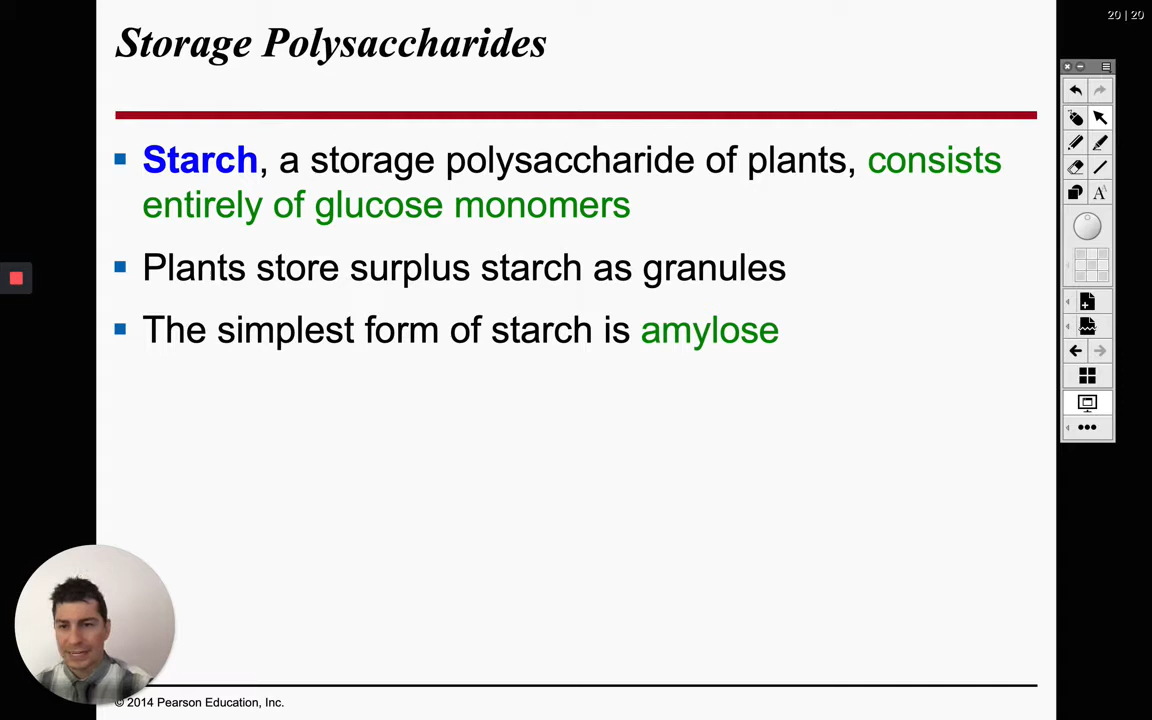 20 | 20
Storage Polysaccharides
Starch, a storage polysaccharide of plants, consists
entirely of glucose monomers
Plants store surplus starch as granules
The simplest form of starch is amylose
© 2014 Pearson Education, Inc.